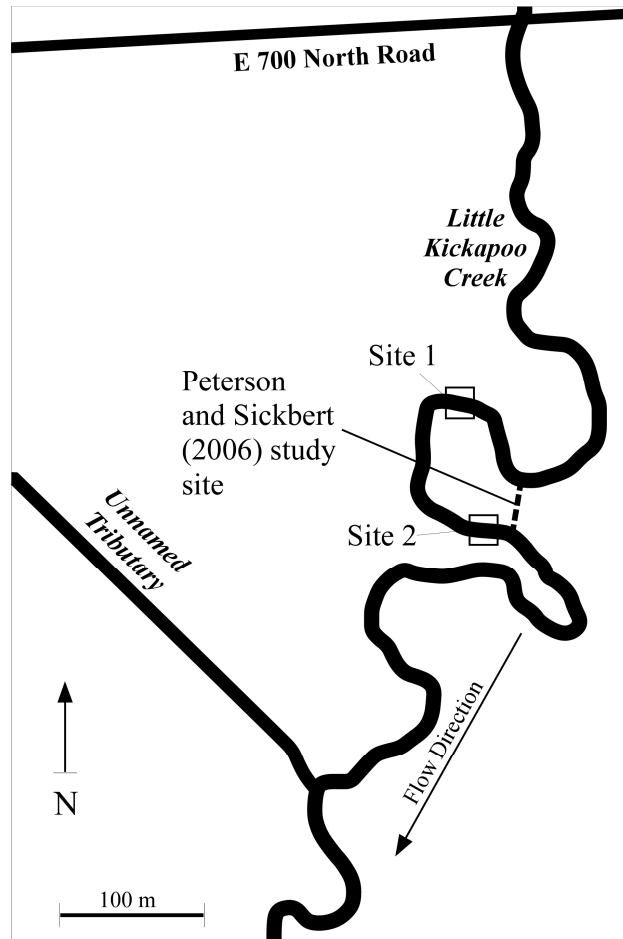 E 700 North Road
Little
Kickapoo
Creek
Site 1
Peterson
and Sickbert
(2006) study
site
Unnamed
Tributary
Site 2
Flow Direction
N
100 m